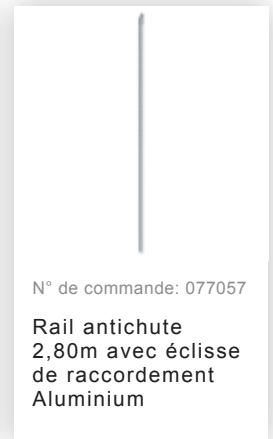 N° de commande: 077057
Rail antichute
2,80m avec éclisse
de raccordement
Aluminium